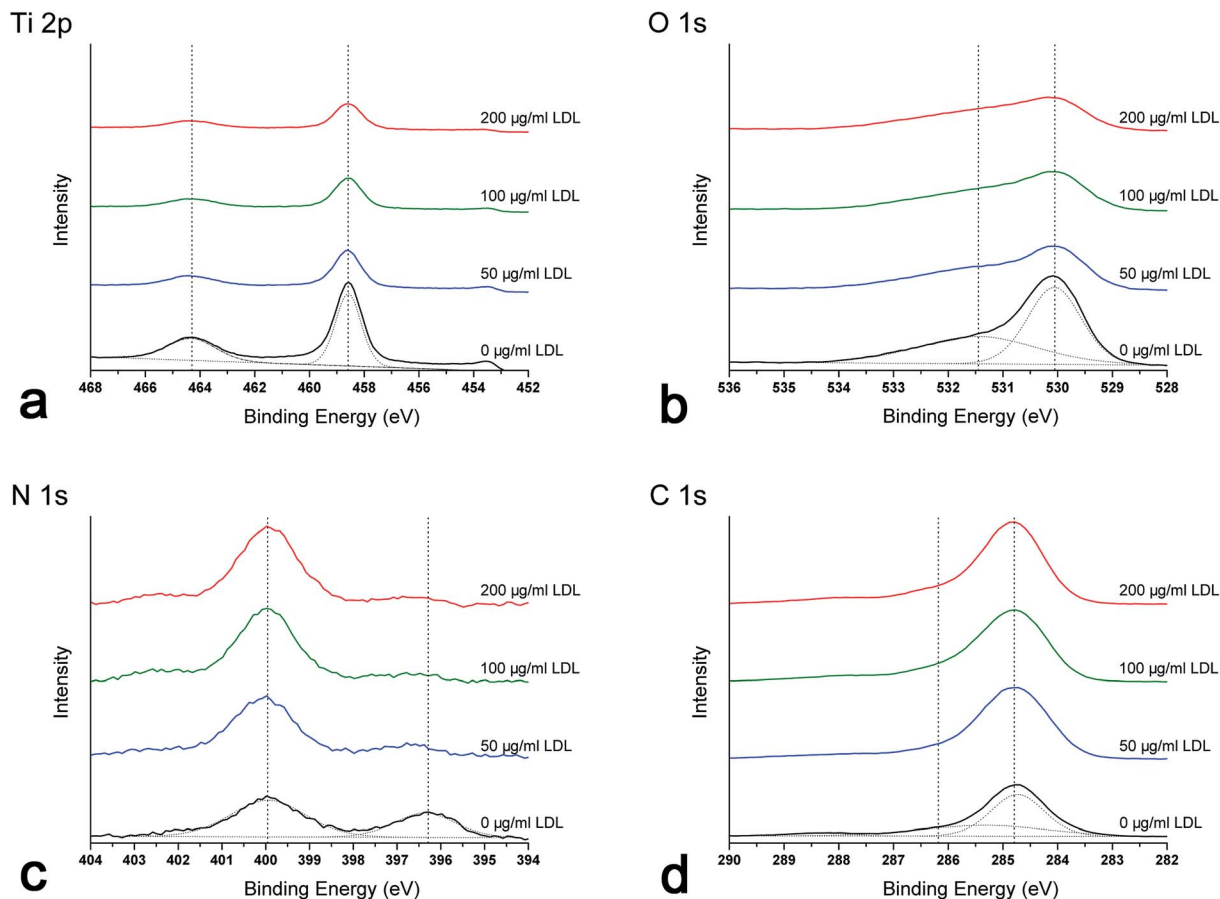 Ti 2p
200 µg/ml LDL
100 µg/ml LDL
50 µg/ml LDL
0 µg/ml LDL
Intensity
468 466 464 462 460 458 456 454 452
Binding Energy (eV)
a
O 1s
200 µg/ml LDL
100 µg/ml LDL
50 µg/ml LDL
0 µg/ml LDL
Intensity
536 535 534 533 532 531 530 529 528
Binding Energy (eV)
b
N 1s
200 µg/ml LDL
100 µg/ml LDL
50 µg/ml LDL
0 µg/ml LDL
Intensity
404 403 402 401 400 399 398 397 396 395 394
Binding Energy (eV)
c
C 1s
200 µg/ml LDL
100 µg/ml LDL
50 µg/ml LDL
0 µg/ml LDL
Intensity
290 289 288 287 286 285 284 283 282
Binding Energy (eV)
d